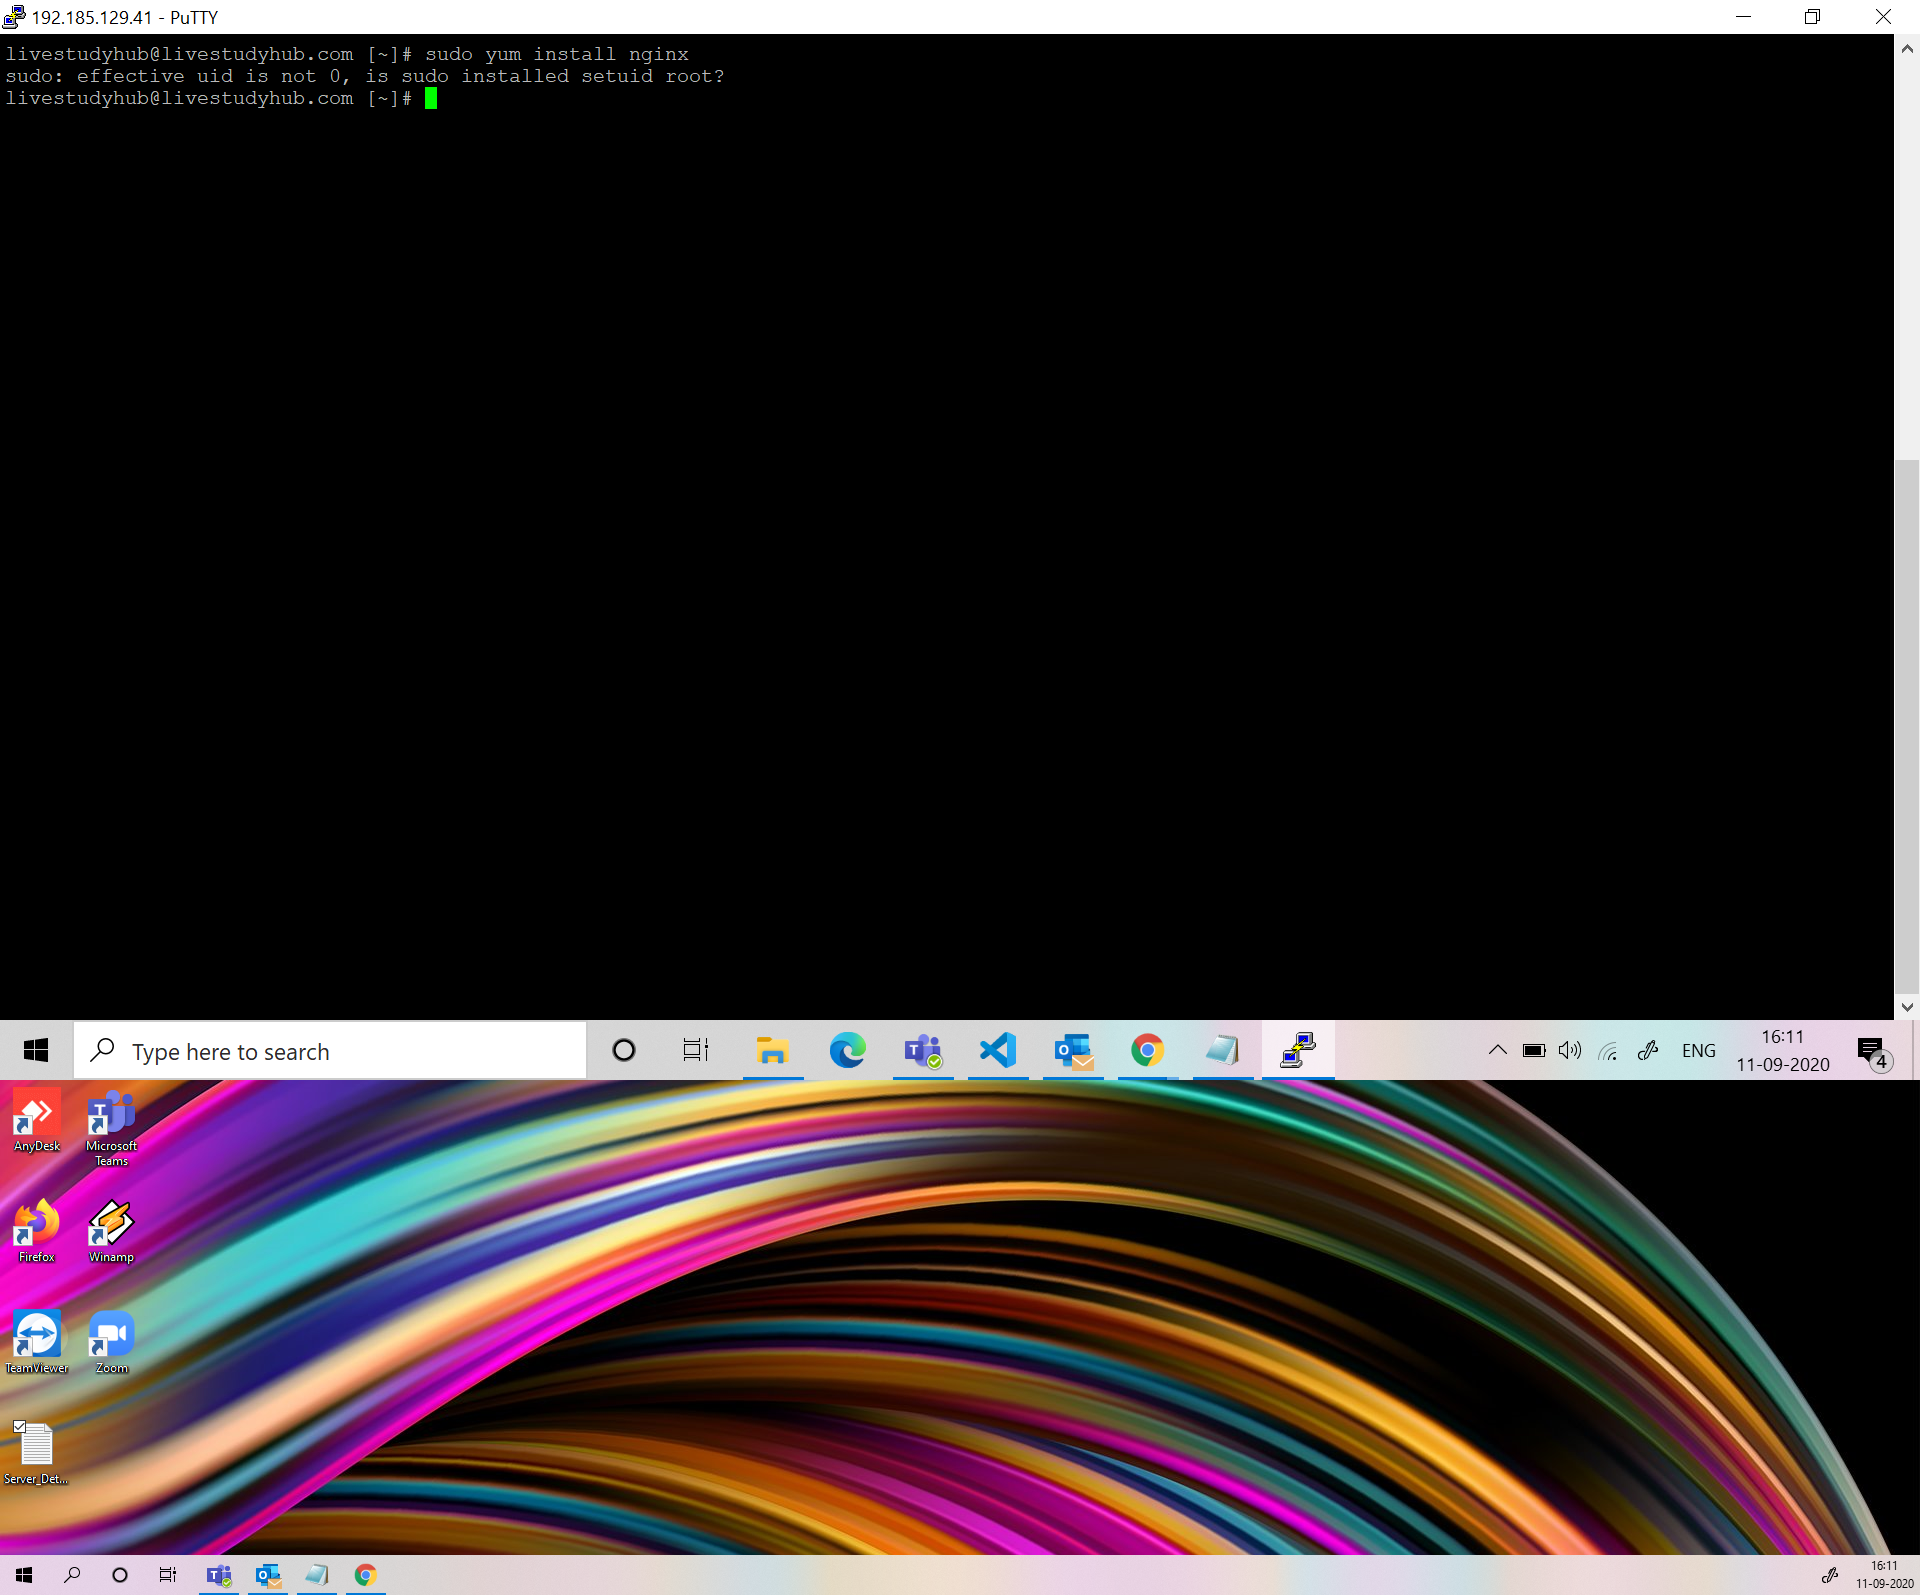 192.185.129.41 - PuTTY
livestudyhub@livestudyhub.com [~]# sudo yum install nginx
sudo: effective uid is not 0, is sudo installed setuid root?
livestudyhub@livestudyhub.com [~]#
Type here to search
ENG
16:11
11-09-2020
4
AnyDesk
Microsoft Teams
Firefox
Winamp
TeamViewer
Zoom
Server_Det...
16:11
11-09-2020